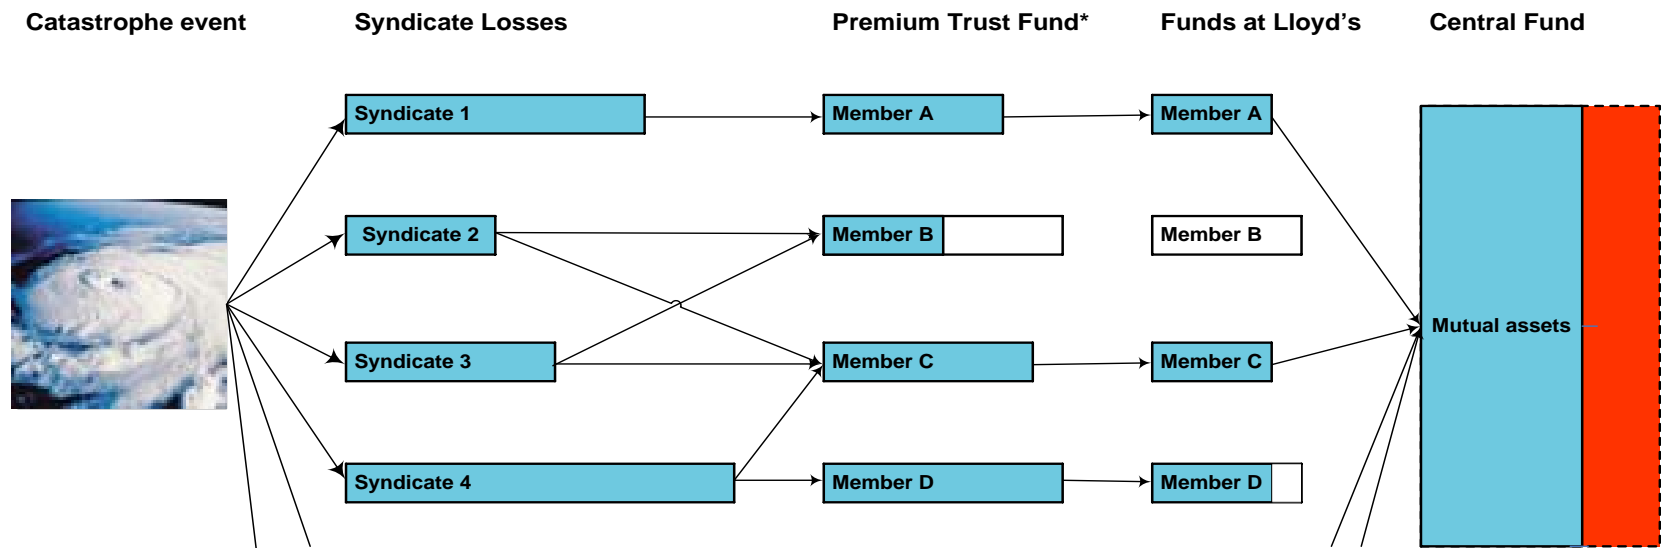 Catastrophe event Syndicate Losses Premium Trust Fund* Funds at Lloyd's Central Fund
Syndicate 1 Member A Member A
Syndicate 2 Member B Member B
Mutual assets
Syndicate 3 Member C Member C
Syndicate 4 Member D Member D